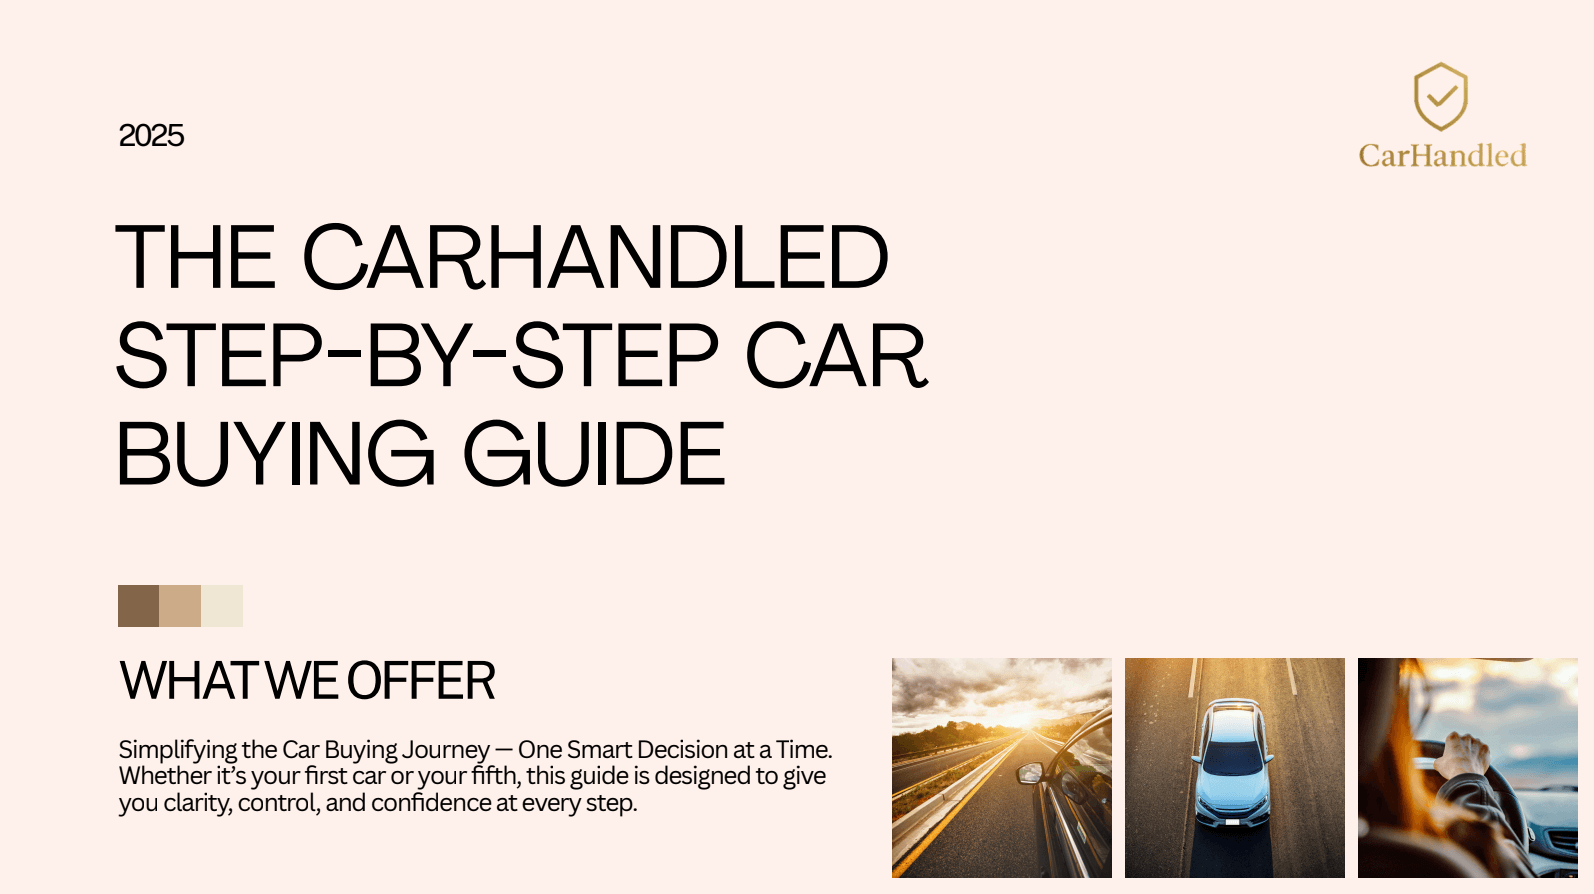 2025
CarHandled
THE CARHANDLED
STEP-BY-STEP CAR
BUYING GUIDE
WHAT WE OFFER
Simplifying the Car Buying Journey — One Smart Decision at a Time.
Whether it’s your first car or your fifth, this guide is designed to give
you clarity, control, and confidence at every step.